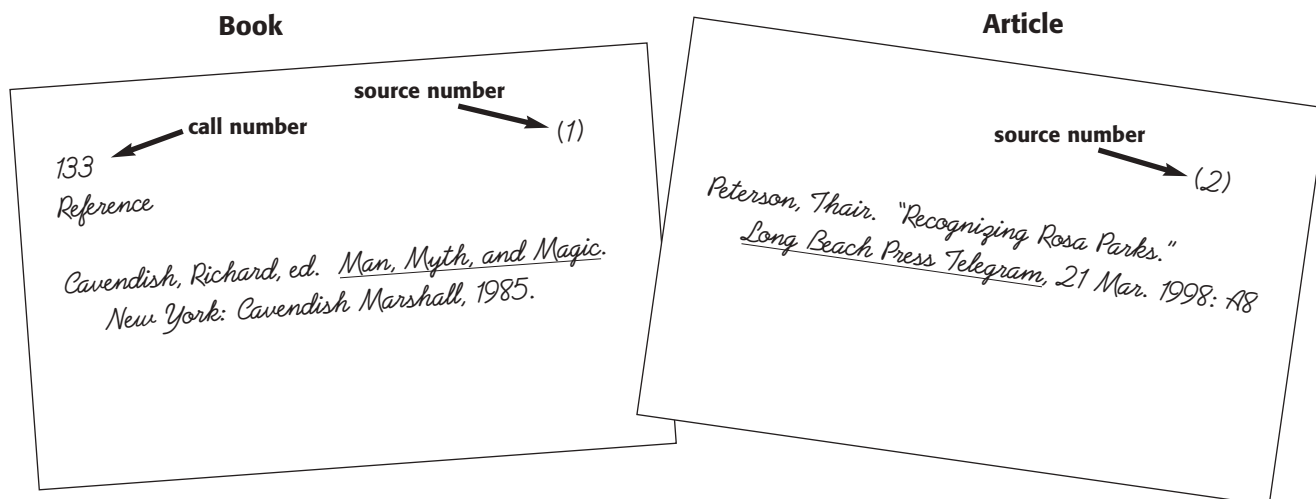 Book
source number
(1)
call number
133
Reference
Cavendish, Richard, ed. Man, Myth, and Magic.
New York: Cavendish Marshall, 1985.
Article
source number
(2)
Peterson, Thair. "Recognizing Rosa Parks."
Long Beach Press Telegram, 21 Mar. 1998: A8